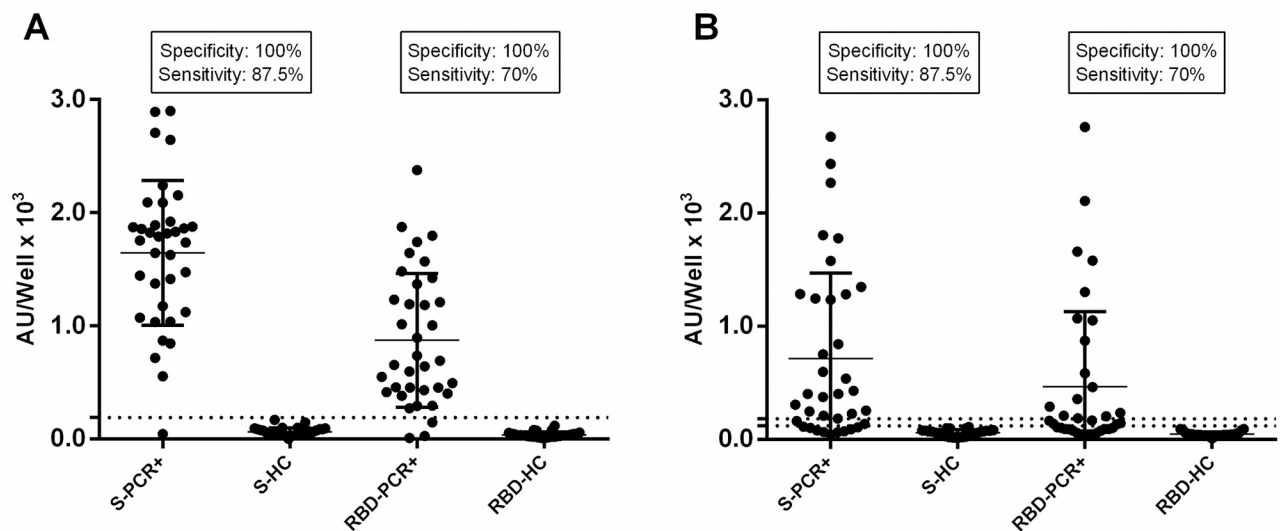 A
Specificity: 100%
Sensitivity: 87.5%
Specificity: 100%
Sensitivity: 70%
AU/Well x 10³
3.0
2.0
1.0
0.0
S-PCR+
S-HC
RBD-PCR+
RBD-HC
B
Specificity: 100%
Sensitivity: 87.5%
Specificity: 100%
Sensitivity: 70%
AU/Well x 10³
3.0
2.0
1.0
0.0
S-PCR+
S-HC
RBD-PCR+
RBD-HC